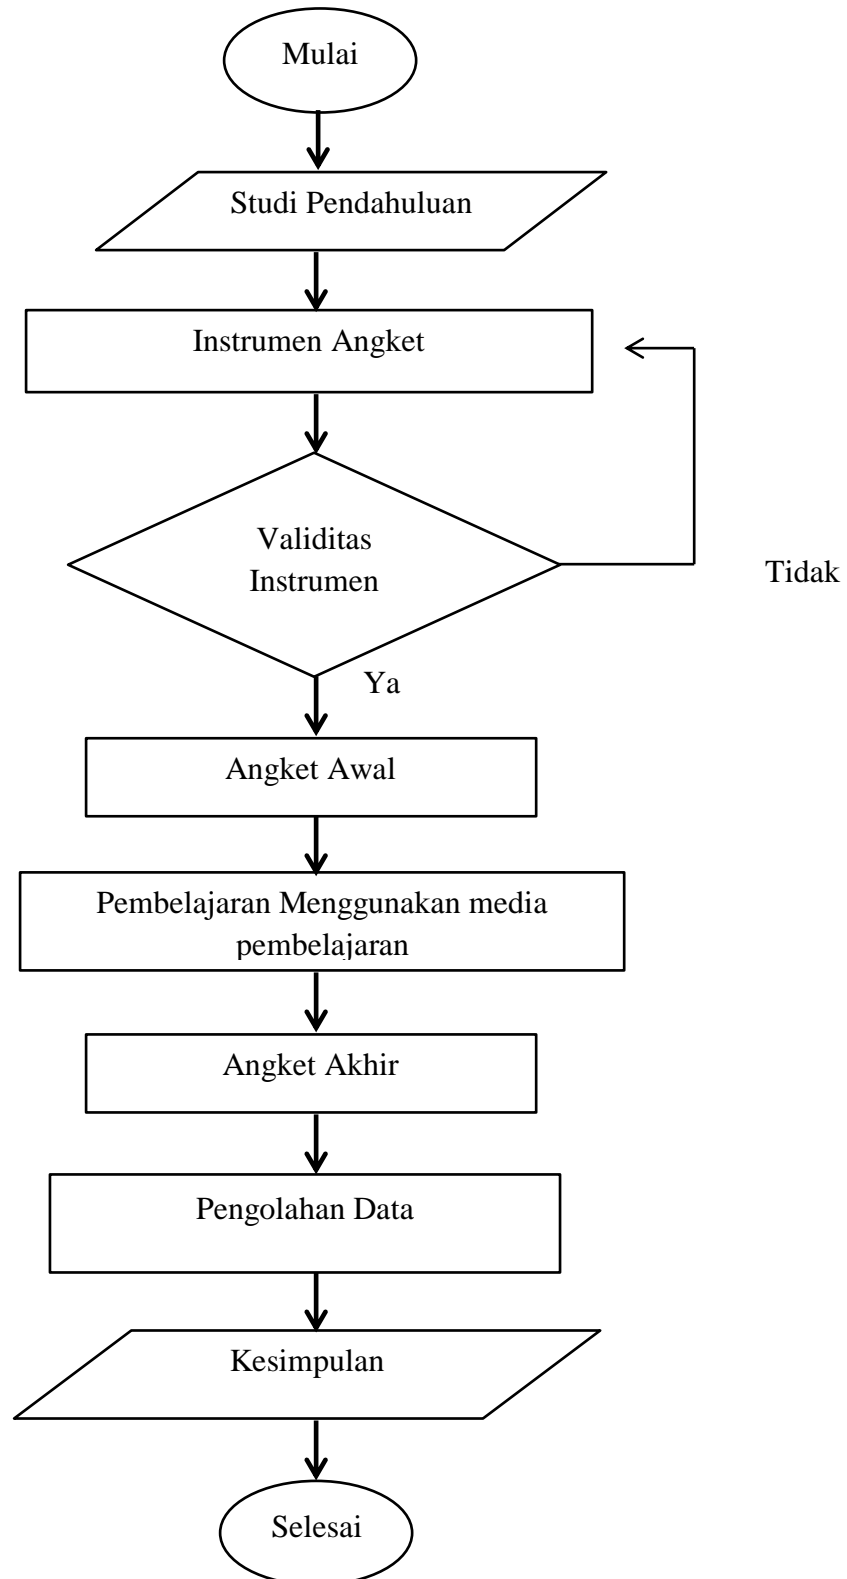 Mulai
Studi Pendahuluan
Instrumen Angket
Validitas
Instrumen
Tidak
Ya
Angket Awal
Pembelajaran Menggunakan media
pembelajaran
Angket Akhir
Pengolahan Data
Kesimpulan
Selesai